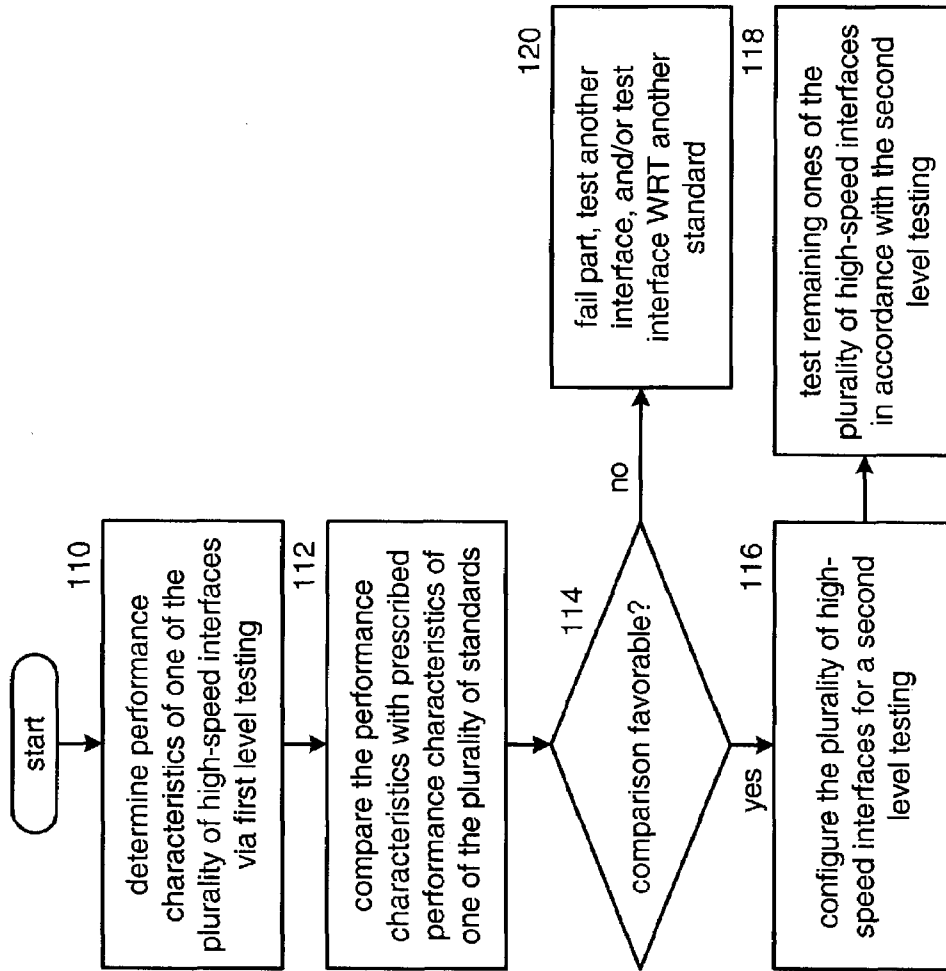 start
110
determine performance
characteristics of one of the
plurality of high-speed interfaces
via first level testing
112
compare the performance
characteristics with prescribed
performance characteristics of
one of the plurality of standards
114
comparison favorable?
no
120
fail part, test another
interface, and/or test
interface WRT another
standard
yes
116
configure the plurality of high-
speed interfaces for a second
level testing
118
test remaining ones of the
plurality of high-speed interfaces
in accordance with the second
level testing